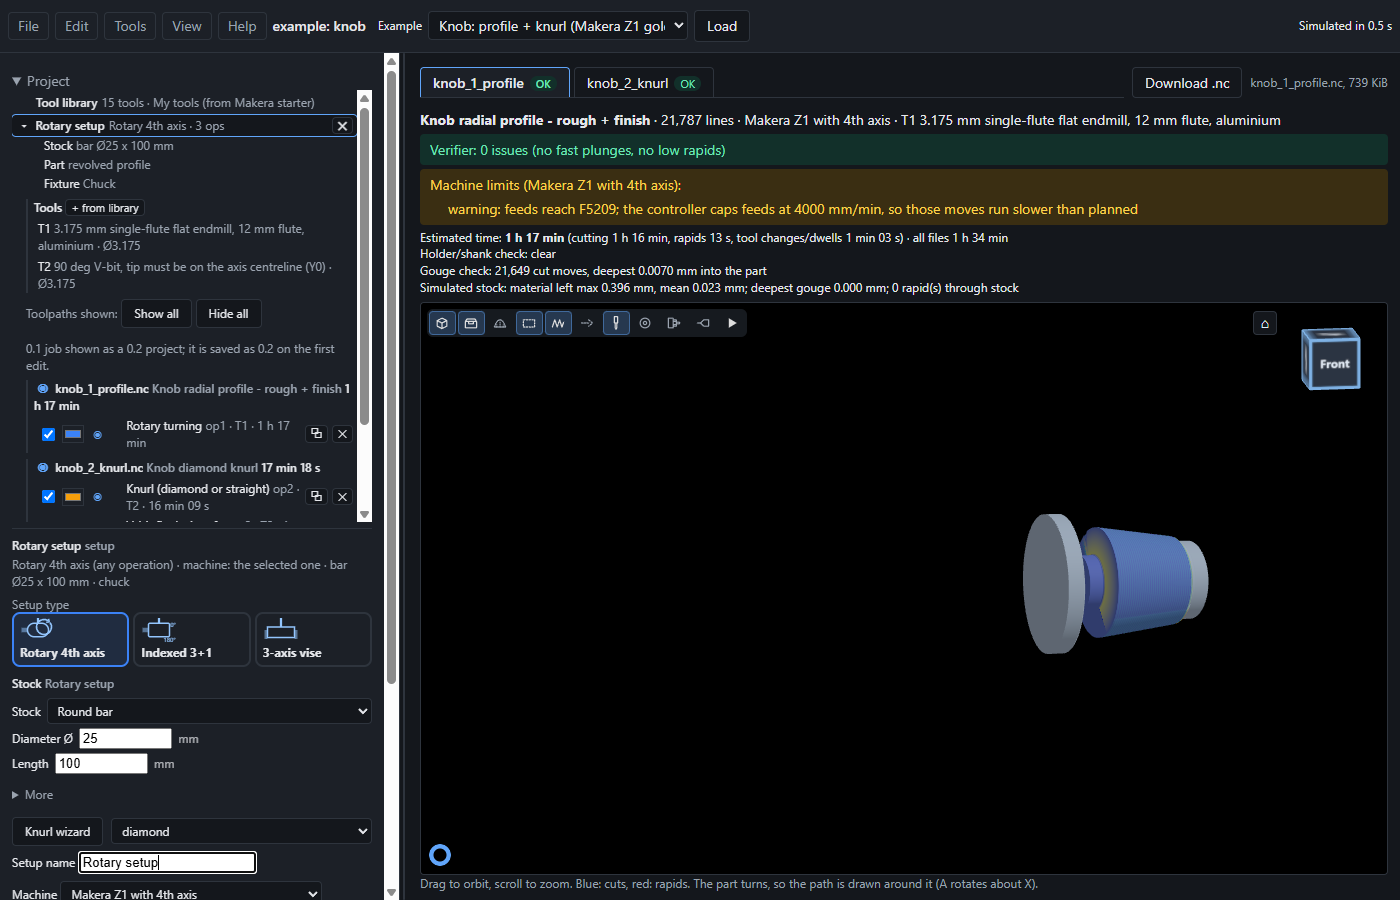 File Edit Tools View Help example: knob Example Knob: profile + knurl (Makera Z1 gol Load Simulated in 0.5 s
Project
Tool library 15 tools · My tools (from Makera starter)
Rotary setup Rotary 4th axis · 3 ops
Stock bar Ø25 x 100 mm
Part revolved profile
Fixture Chuck
Tools + from library
T1 3.175 mm single-flute flat endmill, 12 mm flute,
aluminium · Ø3.175
T2 90 deg V-bit, tip must be on the axis centreline (Y0) ·
Ø3.175
Toolpaths shown: Show all Hide all
0.1 job shown as a 0.2 project; it is saved as 0.2 on the first
edit.
knob_1_profile.nc Knob radial profile - rough + finish 1
h 17 min
Rotary turning op1 · T1 · 1 h 17
min
knob_2_knurl.nc Knob diamond knurl 17 min 18 s
Knurl (diamond or straight) op2 ·
T2 · 16 min 09 s
Rotary setup setup
Rotary 4th axis (any operation) · machine: the selected one · bar
Ø25 x 100 mm · chuck
Setup type
Rotary 4th axis Indexed 3+1 3-axis vise
Stock Rotary setup
Stock Round bar
Diameter Ø 25 mm
Length 100 mm
More
Knurl wizard diamond
Setup name Rotary setup
Machine Makera Z1 with 4th axis
knob_1_profile OK knob_2_knurl OK Download .nc knob_1_profile.nc, 739 KiB
Knob radial profile - rough + finish · 21,787 lines · Makera Z1 with 4th axis · T1 3.175 mm single-flute flat endmill, 12 mm flute, aluminium
Verifier: 0 issues (no fast plunges, no low rapids)
Machine limits (Makera Z1 with 4th axis):
warning: feeds reach F5209; the controller caps feeds at 4000 mm/min, so those moves run slower than planned
Estimated time: 1 h 17 min (cutting 1 h 16 min, rapids 13 s, tool changes/dwells 1 min 03 s) · all files 1 h 34 min
Holder/shank check: clear
Gouge check: 21,649 cut moves, deepest 0.0070 mm into the part
Simulated stock: material left max 0.396 mm, mean 0.023 mm; deepest gouge 0.000 mm; 0 rapid(s) through stock
Front
Drag to orbit, scroll to zoom. Blue: cuts, red: rapids. The part turns, so the path is drawn around it (A rotates about X).